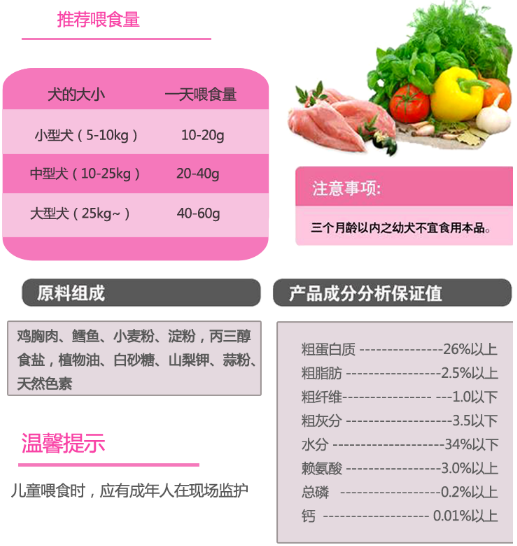 推荐喂食量
犬的大小 一天喂食量
小型犬（5-10kg） 10-20g
中型犬（10-25kg） 20-40g
大型犬（25kg~） 40-60g
注意事项:
三个月龄以内之幼犬不宜食用本品。
原料组成
鸡胸肉、鳕鱼、小麦粉、淀粉，丙三醇
食盐，植物油、白砂糖、山梨钾、蒜粉、
天然色素
温馨提示
儿童喂食时，应有成年人在现场监护
产品成分分析保证值
粗蛋白质 ---------------26%以上
粗脂肪 -----------------2.5%以上
粗纤维---------------- ---1.0以下
粗灰分 -------------------3.5以下
水分 --------------------34%以下
赖氨酸 -----------------3.0%以上
总磷 ------------------0.2%以上
钙 ------------------- 0.01%以上